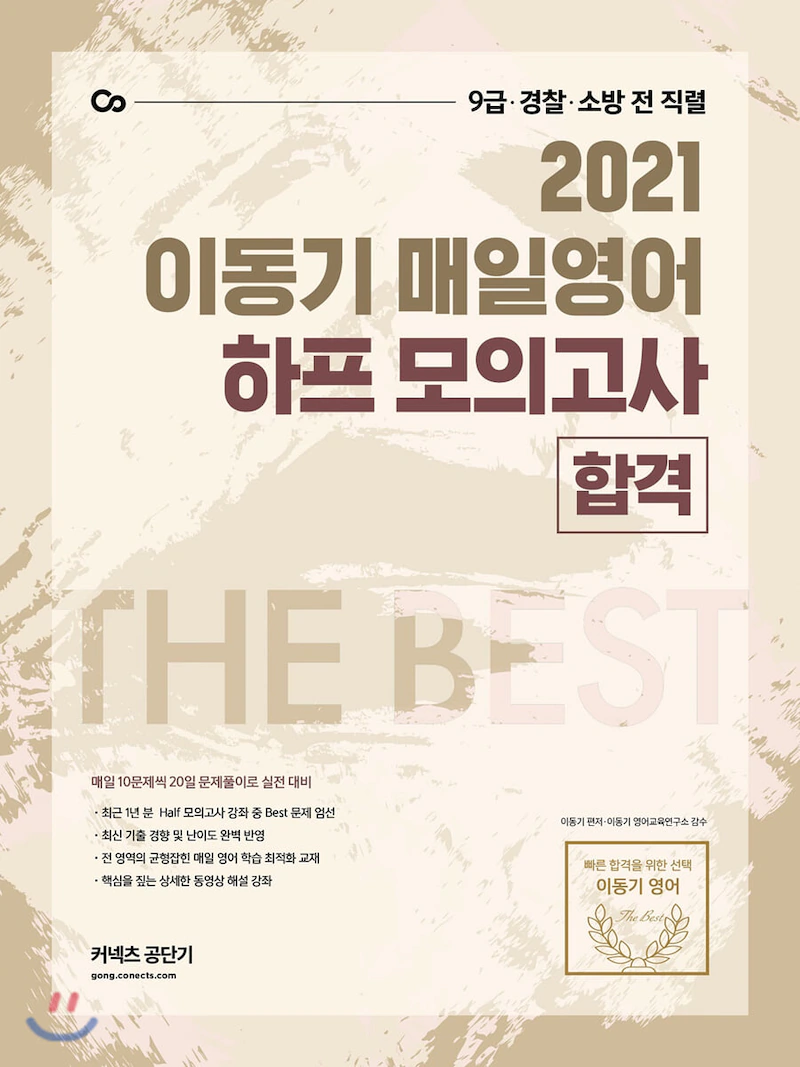 9급·경찰·소방 전 직렬
2021
이동기 매일영어
하프 모의고사
합격
THE BEST
매일 10문제씩 20일 문제풀이로 실전 대비
· 최근 1년 분 Half 모의고사 강좌 중 Best 문제 엄선
· 최신 기출 경향 및 난이도 완벽 반영
· 전 영역의 균형잡힌 매일 영어 학습 최적화 교재
· 핵심을 짚는 상세한 동영상 해설 강좌
이동기 편저·이동기 영어교육연구소 감수
빠른 합격을 위한 선택
이동기 영어
The Best
커넥츠 공단기
gong.conects.com